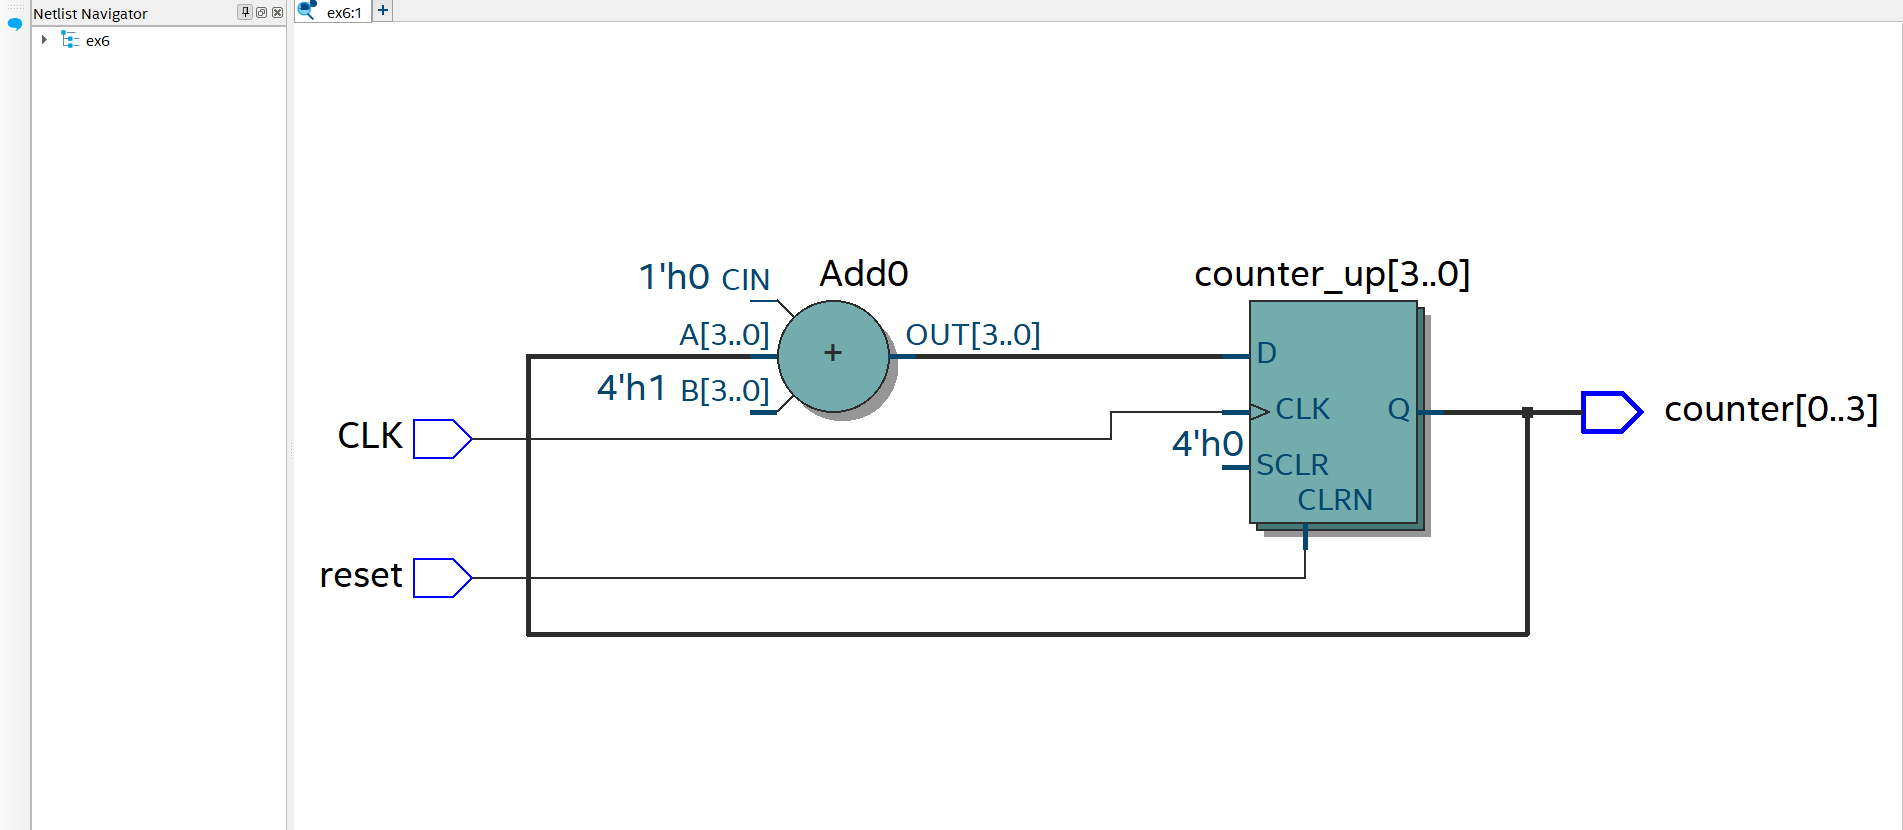 Netlist Navigator
ex6
ex6:1
+
1'h0 CIN
Add0
counter_up[3..0]
A[3..0]
+
OUT[3..0]
D
4'h1 B[3..0]
CLK
CLK
Q
counter[0..3]
4'h0
SCLR
CLRN
reset